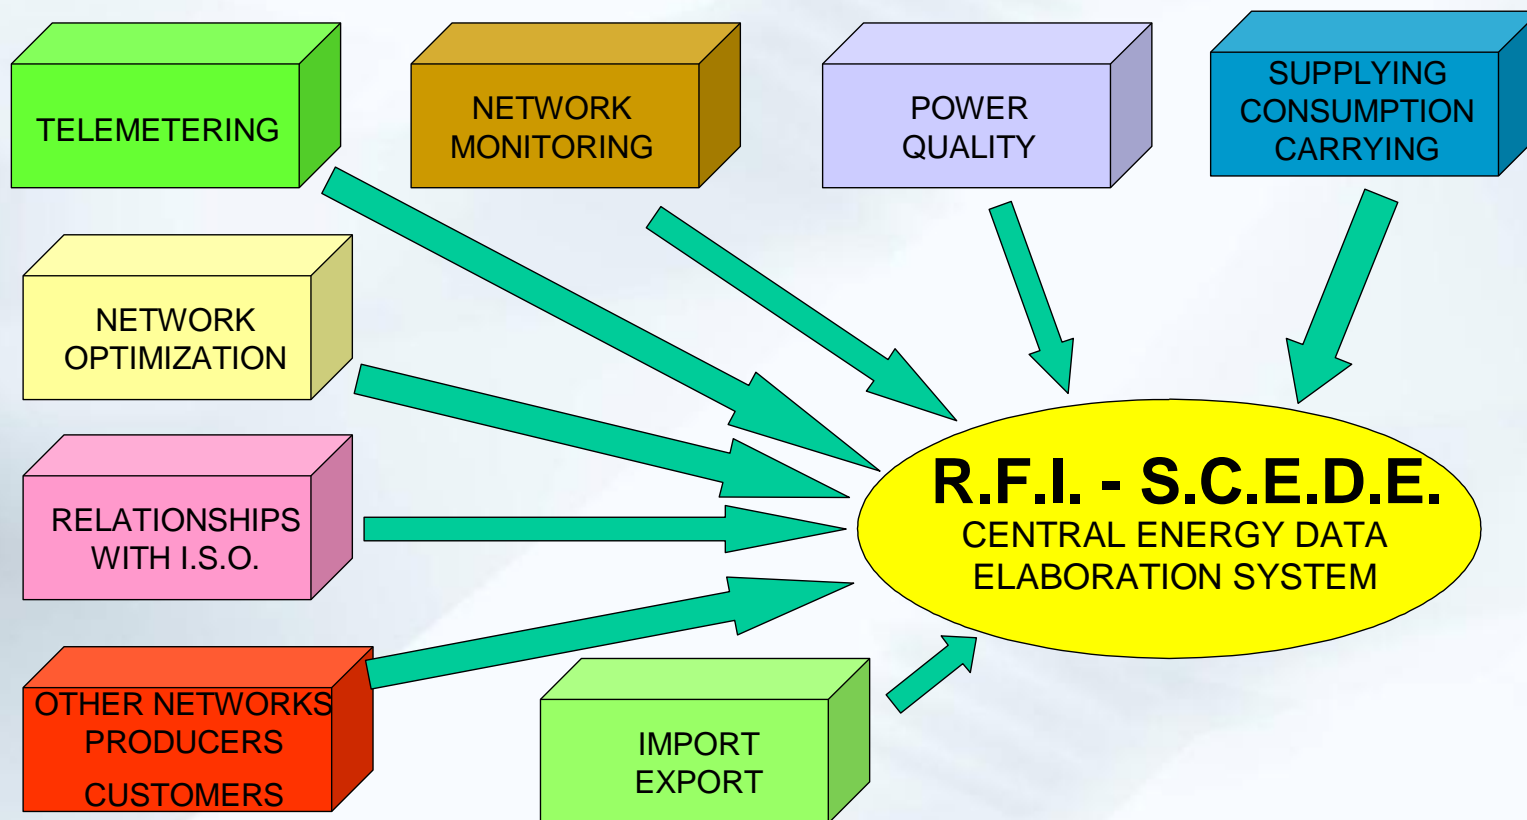 TELEMETERING
NETWORK
MONITORING
POWER
QUALITY
SUPPLYING
CONSUMPTION
CARRYING
NETWORK
OPTIMIZATION
RELATIONSHIPS
WITH I.S.O.
OTHER NETWORKS
PRODUCERS
CUSTOMERS
IMPORT
EXPORT
R.F.I. - S.C.E.D.E.
CENTRAL ENERGY DATA
ELABORATION SYSTEM